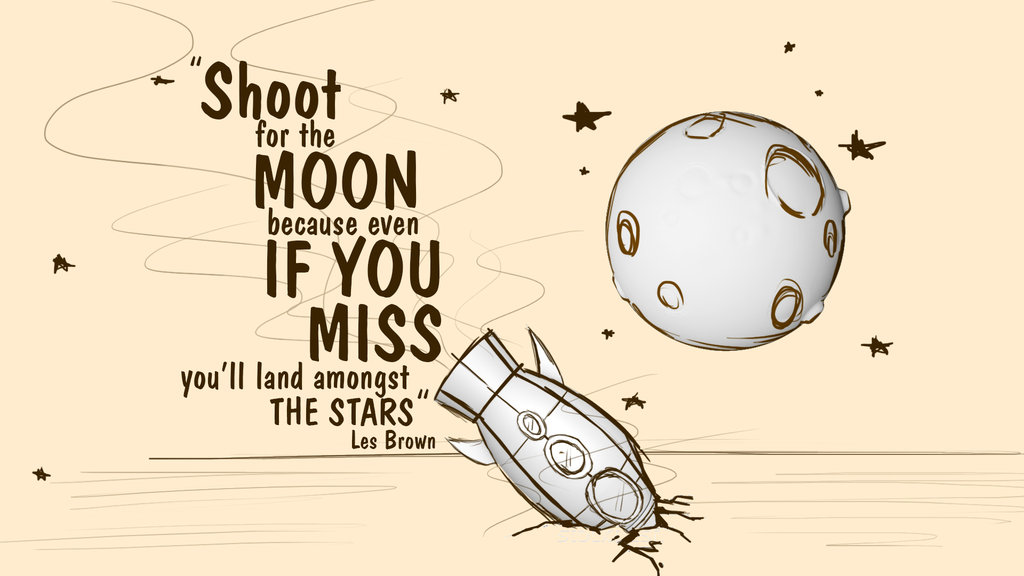 "Shoot
for the
MOON
because even
IF YOU
MISS
you'll land amongst
THE STARS"
Les Brown